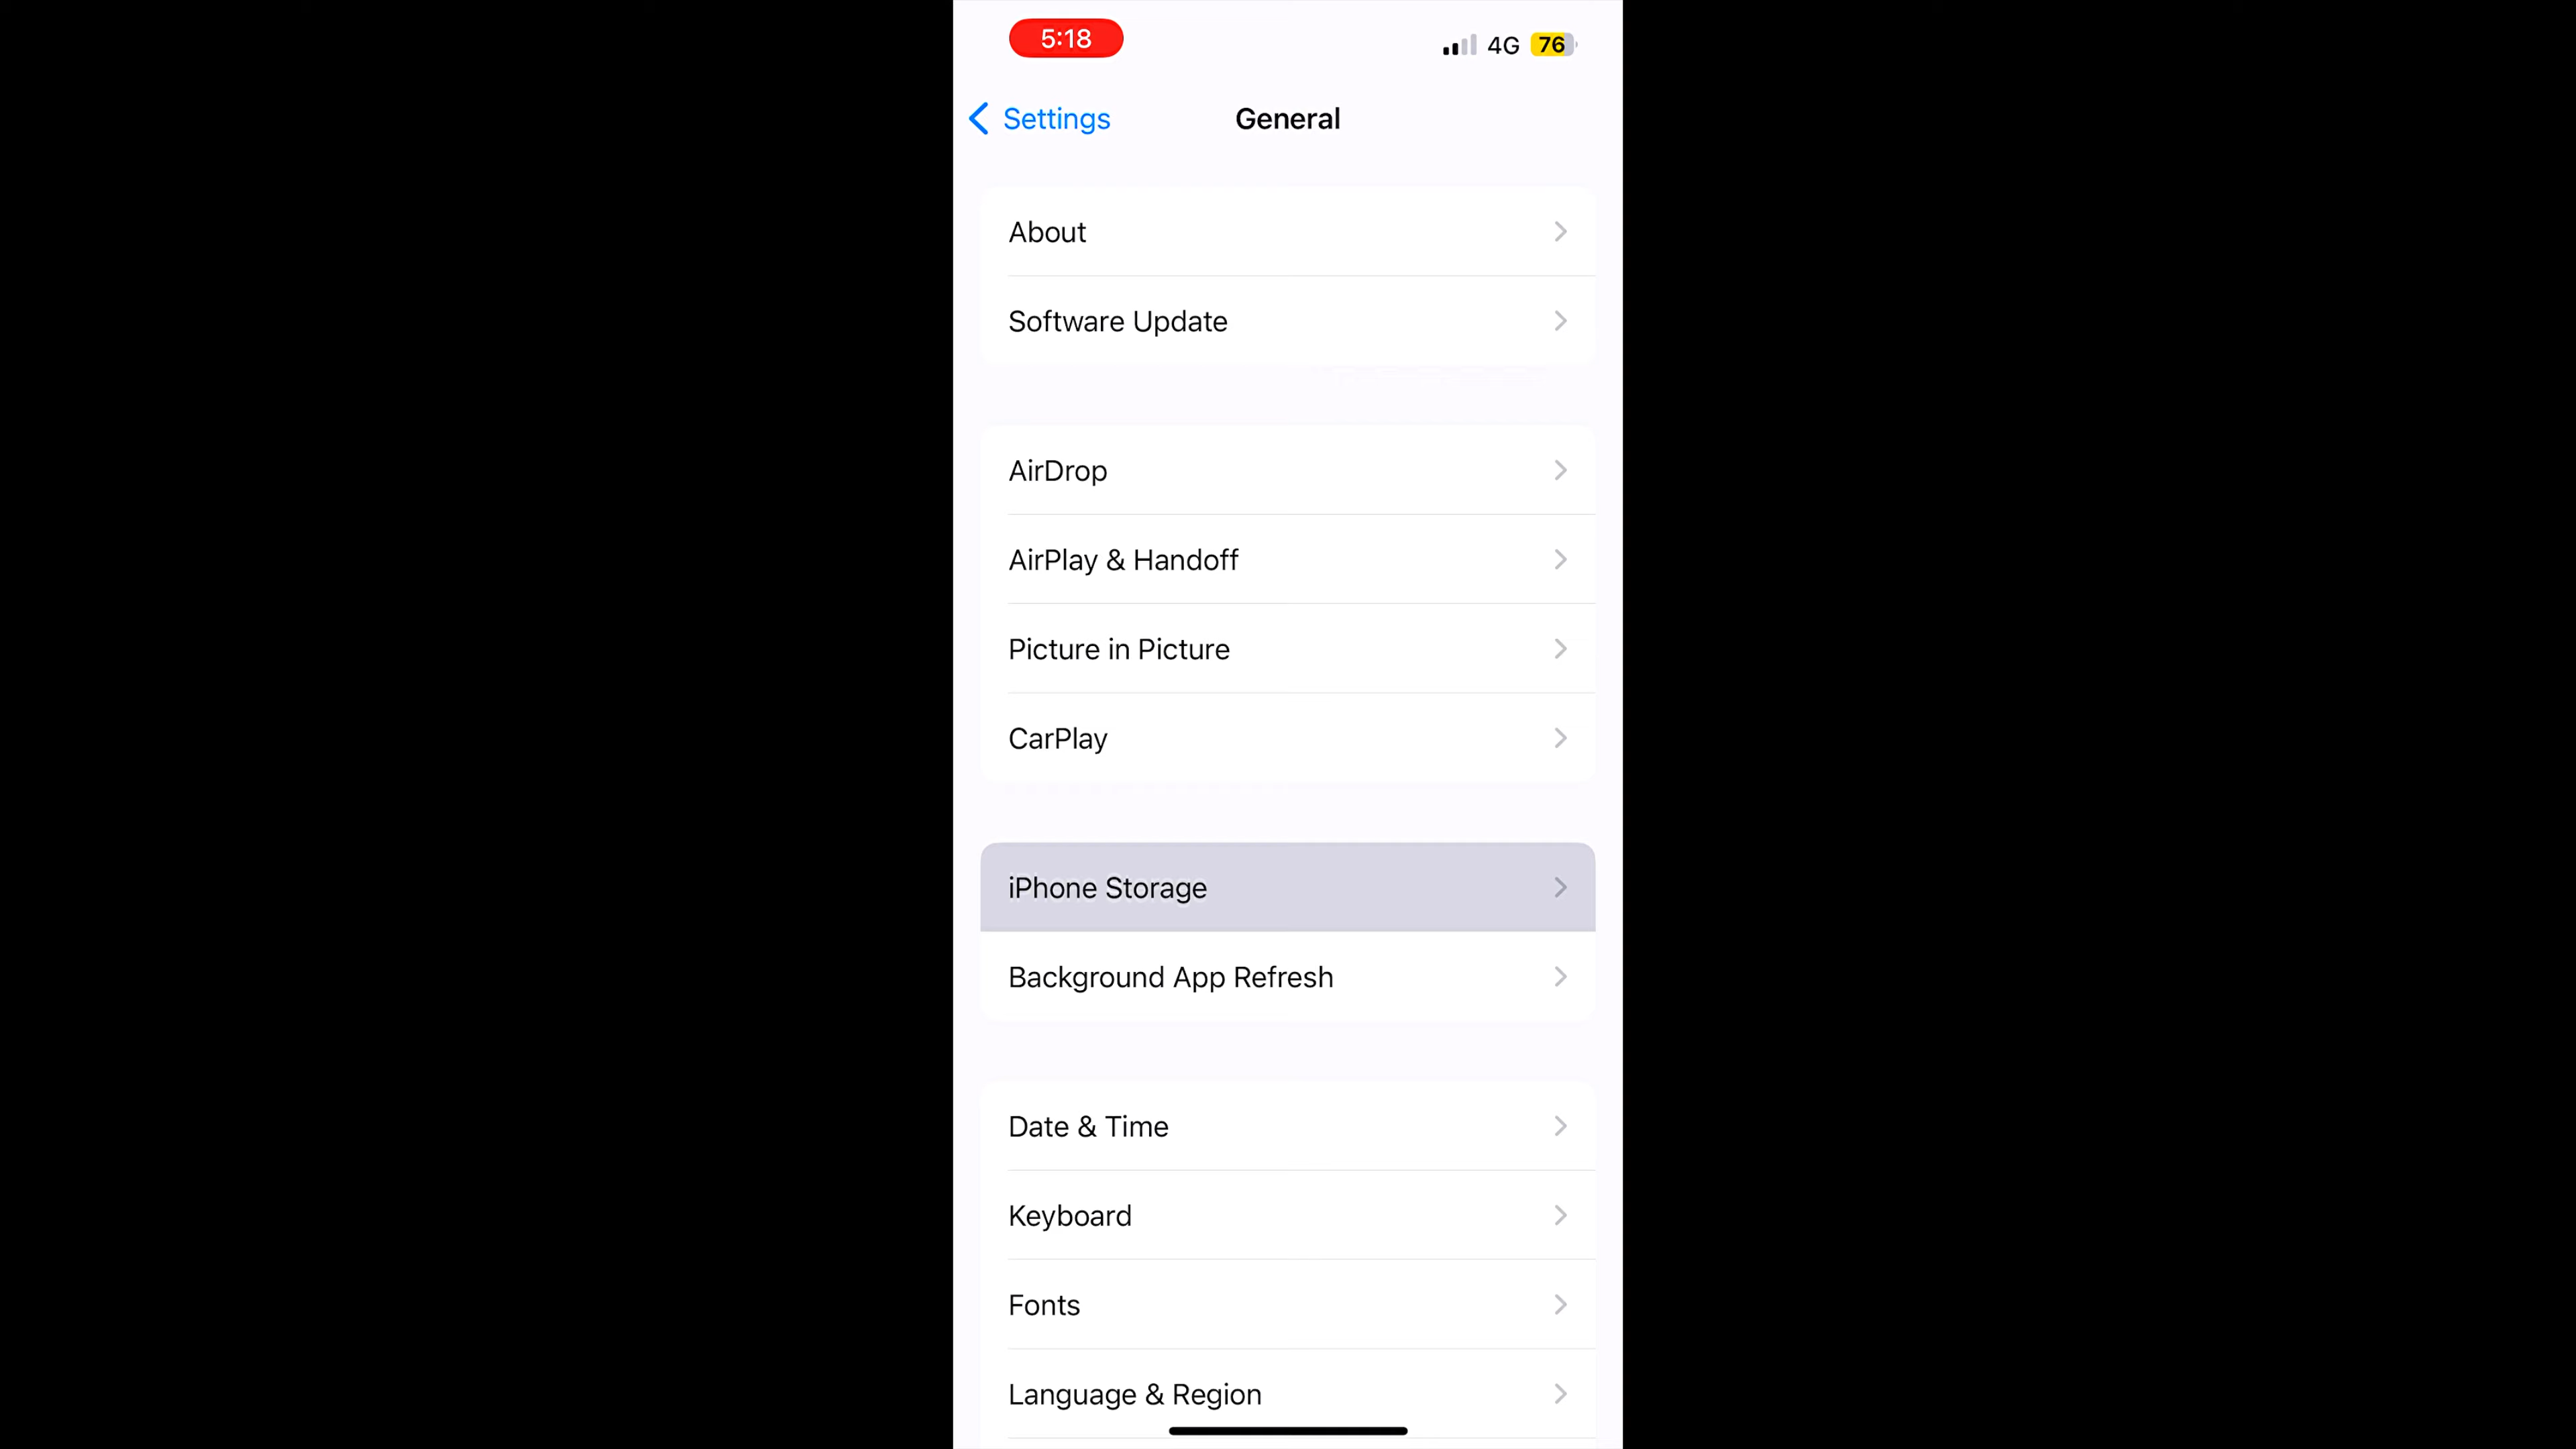 5:18
4G 76
Settings
General
About
Software Update
AirDrop
AirPlay & Handoff
Picture in Picture
CarPlay
iPhone Storage
Background App Refresh
Date & Time
Keyboard
Fonts
Language & Region